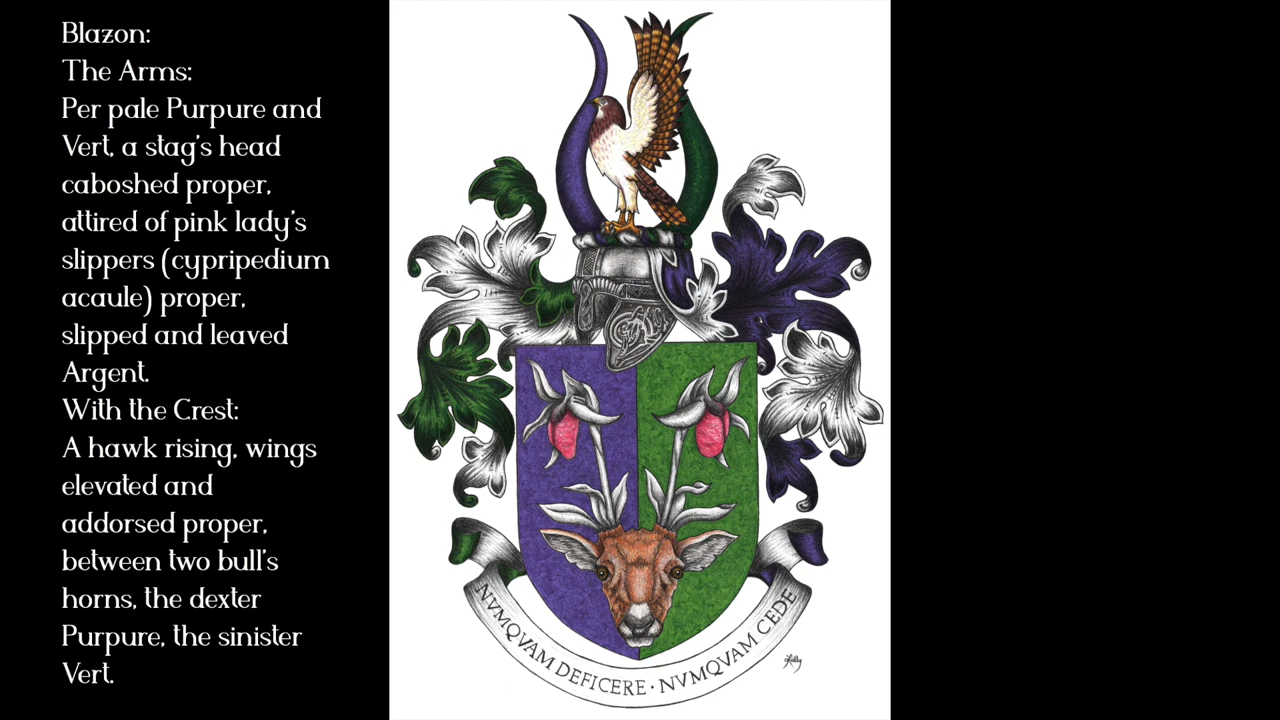 Blazon:
The Arms:
Per pale Purpure and
Vert, a stag's head
caboshed proper,
attired of pink lady's
slippers (cypripedium
acaule) proper,
slipped and leaved
Argent.
With the Crest:
A hawk rising, wings
elevated and
addorsed proper,
between two bull's
horns, the dexter
Purpure, the sinister
Vert.
NVMQVAM DEFICERE · NVMQVAM CEDE